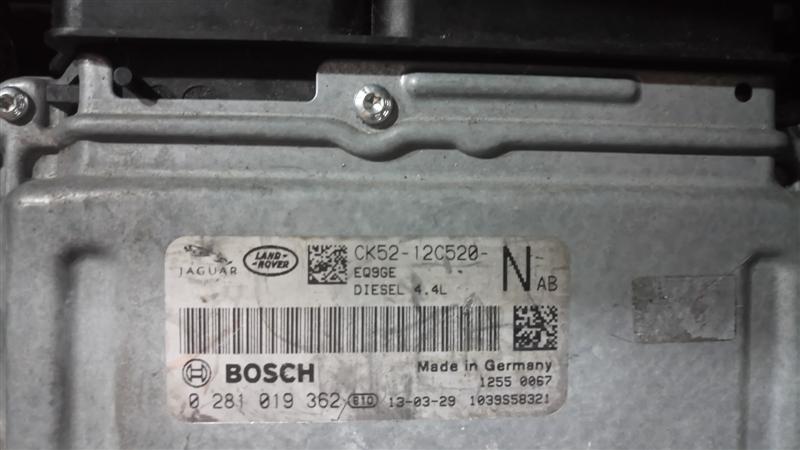 JAGUAR LAND-ROVER CK52-12C520- N AB
EQ9GE
DIESEL 4.4L
BOSCH Made in Germany
1255 0067
0 281 019 362 13-03-29 1039S58321